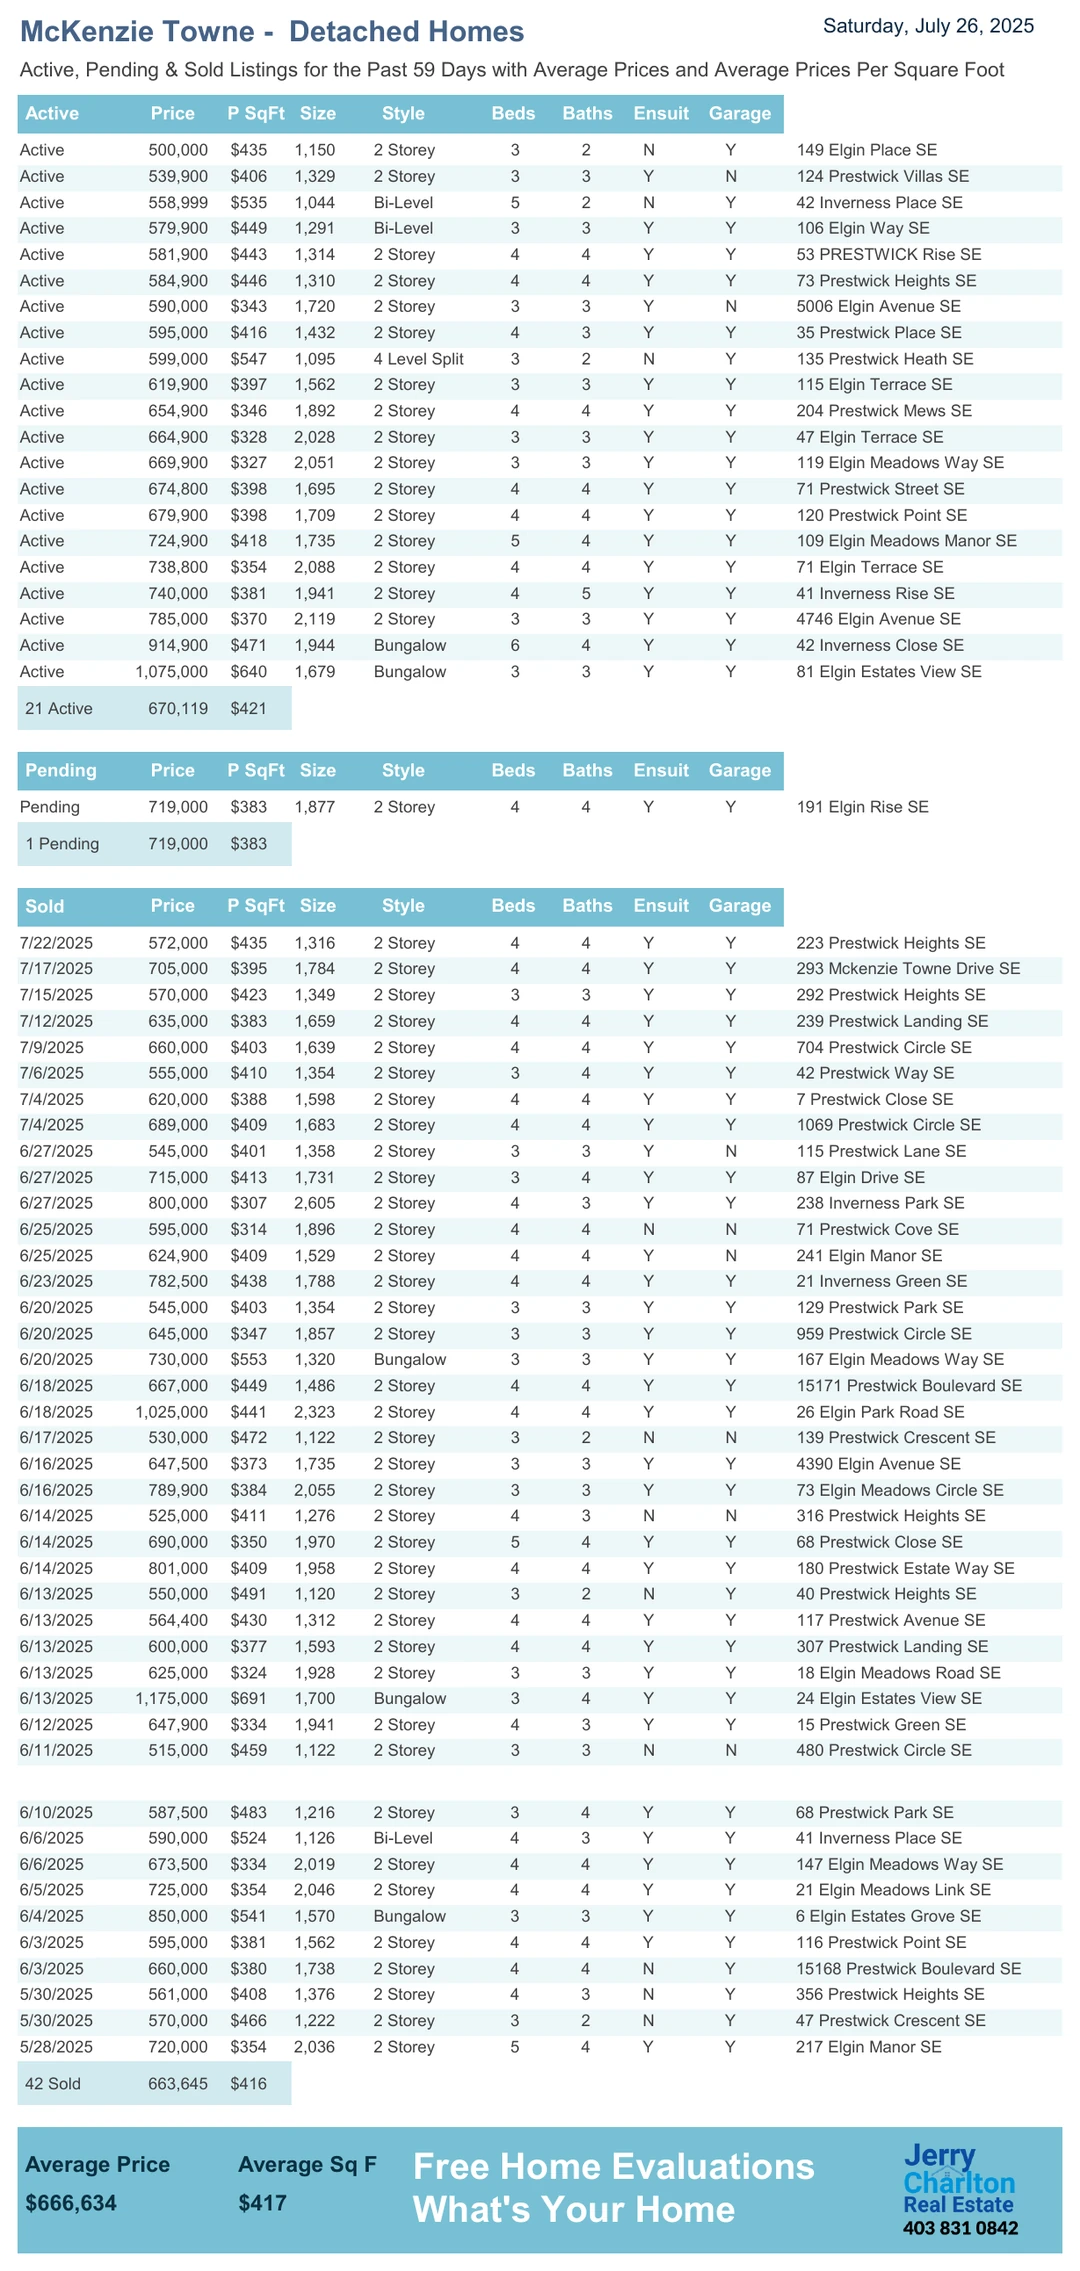 McKenzie Towne - Detached Homes
Saturday, July 26, 2025
Active, Pending & Sold Listings for the Past 59 Days with Average Prices and Average Prices Per Square Foot
Active Price P SqFt Size Style Beds Baths Ensuit Garage
Active 500,000 $435 1,150 2 Storey 3 2 N Y 149 Elgin Place SE
Active 539,900 $406 1,329 2 Storey 3 3 Y N 124 Prestwick Villas SE
Active 558,999 $535 1,044 Bi-Level 5 2 N Y 42 Inverness Place SE
Active 579,900 $449 1,291 Bi-Level 3 3 Y Y 106 Elgin Way SE
Active 581,900 $443 1,314 2 Storey 4 4 Y Y 53 PRESTWICK Rise SE
Active 584,900 $446 1,310 2 Storey 4 4 Y Y 73 Prestwick Heights SE
Active 590,000 $343 1,720 2 Storey 3 3 Y N 5006 Elgin Avenue SE
Active 595,000 $416 1,432 2 Storey 4 3 Y Y 35 Prestwick Place SE
Active 599,000 $547 1,095 4 Level Split 3 2 N Y 135 Prestwick Heath SE
Active 619,900 $397 1,562 2 Storey 3 3 Y Y 115 Elgin Terrace SE
Active 654,900 $346 1,892 2 Storey 4 4 Y Y 204 Prestwick Mews SE
Active 664,900 $328 2,028 2 Storey 3 3 Y Y 47 Elgin Terrace SE
Active 669,900 $327 2,051 2 Storey 3 3 Y Y 119 Elgin Meadows Way SE
Active 674,800 $398 1,695 2 Storey 4 4 Y Y 71 Prestwick Street SE
Active 679,900 $398 1,709 2 Storey 4 4 Y Y 120 Prestwick Point SE
Active 724,900 $418 1,735 2 Storey 5 4 Y Y 109 Elgin Meadows Manor SE
Active 738,800 $354 2,088 2 Storey 4 4 Y Y 71 Elgin Terrace SE
Active 740,000 $381 1,941 2 Storey 4 5 Y Y 41 Inverness Rise SE
Active 785,000 $370 2,119 2 Storey 3 3 Y Y 4746 Elgin Avenue SE
Active 914,900 $471 1,944 Bungalow 6 4 Y Y 42 Inverness Close SE
Active 1,075,000 $640 1,679 Bungalow 3 3 Y Y 81 Elgin Estates View SE
21 Active 670,119 $421
Pending Price P SqFt Size Style Beds Baths Ensuit Garage
Pending 719,000 $383 1,877 2 Storey 4 4 Y Y 191 Elgin Rise SE
1 Pending 719,000 $383
Sold Price P SqFt Size Style Beds Baths Ensuit Garage
7/22/2025 572,000 $435 1,316 2 Storey 4 4 Y Y 223 Prestwick Heights SE
7/17/2025 705,000 $395 1,784 2 Storey 4 4 Y Y 293 Mckenzie Towne Drive SE
7/15/2025 570,000 $423 1,349 2 Storey 3 3 Y Y 292 Prestwick Heights SE
7/12/2025 635,000 $383 1,659 2 Storey 4 4 Y Y 239 Prestwick Landing SE
7/9/2025 660,000 $403 1,639 2 Storey 4 4 Y Y 704 Prestwick Circle SE
7/6/2025 555,000 $410 1,354 2 Storey 3 4 Y Y 42 Prestwick Way SE
7/4/2025 620,000 $388 1,598 2 Storey 4 4 Y Y 7 Prestwick Close SE
7/4/2025 689,000 $409 1,683 2 Storey 4 4 Y Y 1069 Prestwick Circle SE
6/27/2025 545,000 $401 1,358 2 Storey 3 3 Y N 115 Prestwick Lane SE
6/27/2025 715,000 $413 1,731 2 Storey 3 4 Y Y 87 Elgin Drive SE
6/27/2025 800,000 $307 2,605 2 Storey 4 3 Y Y 238 Inverness Park SE
6/25/2025 595,000 $314 1,896 2 Storey 4 4 N N 71 Prestwick Cove SE
6/25/2025 624,900 $409 1,529 2 Storey 4 4 Y N 241 Elgin Manor SE
6/23/2025 782,500 $438 1,788 2 Storey 4 4 Y Y 21 Inverness Green SE
6/20/2025 545,000 $403 1,354 2 Storey 3 3 Y Y 129 Prestwick Park SE
6/20/2025 645,000 $347 1,857 2 Storey 3 3 Y Y 959 Prestwick Circle SE
6/20/2025 730,000 $553 1,320 Bungalow 3 3 Y Y 167 Elgin Meadows Way SE
6/18/2025 667,000 $449 1,486 2 Storey 4 4 Y Y 15171 Prestwick Boulevard SE
6/18/2025 1,025,000 $441 2,323 2 Storey 4 4 Y Y 26 Elgin Park Road SE
6/17/2025 530,000 $472 1,122 2 Storey 3 2 N N 139 Prestwick Crescent SE
6/16/2025 647,500 $373 1,735 2 Storey 3 3 Y Y 4390 Elgin Avenue SE
6/16/2025 789,900 $384 2,055 2 Storey 3 3 Y Y 73 Elgin Meadows Circle SE
6/14/2025 525,000 $411 1,276 2 Storey 4 3 N N 316 Prestwick Heights SE
6/14/2025 690,000 $350 1,970 2 Storey 5 4 Y Y 68 Prestwick Close SE
6/14/2025 801,000 $409 1,958 2 Storey 4 4 Y Y 180 Prestwick Estate Way SE
6/13/2025 550,000 $491 1,120 2 Storey 3 2 N Y 40 Prestwick Heights SE
6/13/2025 564,400 $430 1,312 2 Storey 4 4 Y Y 117 Prestwick Avenue SE
6/13/2025 600,000 $377 1,593 2 Storey 4 4 Y Y 307 Prestwick Landing SE
6/13/2025 625,000 $324 1,928 2 Storey 3 3 Y Y 18 Elgin Meadows Road SE
6/13/2025 1,175,000 $691 1,700 Bungalow 3 4 Y Y 24 Elgin Estates View SE
6/12/2025 647,900 $334 1,941 2 Storey 4 3 Y Y 15 Prestwick Green SE
6/11/2025 515,000 $459 1,122 2 Storey 3 3 N N 480 Prestwick Circle SE
6/10/2025 587,500 $483 1,216 2 Storey 3 4 Y Y 68 Prestwick Park SE
6/6/2025 590,000 $524 1,126 Bi-Level 4 3 Y Y 41 Inverness Place SE
6/6/2025 673,500 $334 2,019 2 Storey 4 4 Y Y 147 Elgin Meadows Way SE
6/5/2025 725,000 $354 2,046 2 Storey 4 4 Y Y 21 Elgin Meadows Link SE
6/4/2025 850,000 $541 1,570 Bungalow 3 3 Y Y 6 Elgin Estates Grove SE
6/3/2025 595,000 $381 1,562 2 Storey 4 4 Y Y 116 Prestwick Point SE
6/3/2025 660,000 $380 1,738 2 Storey 4 4 N Y 15168 Prestwick Boulevard SE
5/30/2025 561,000 $408 1,376 2 Storey 4 3 N Y 356 Prestwick Heights SE
5/30/2025 570,000 $466 1,222 2 Storey 3 2 N Y 47 Prestwick Crescent SE
5/28/2025 720,000 $354 2,036 2 Storey 5 4 Y Y 217 Elgin Manor SE
42 Sold 663,645 $416
Average Price Average Sq F
$666,634 $417
Free Home Evaluations
What's Your Home
Jerry
Charlton
Real Estate
403 831 0842